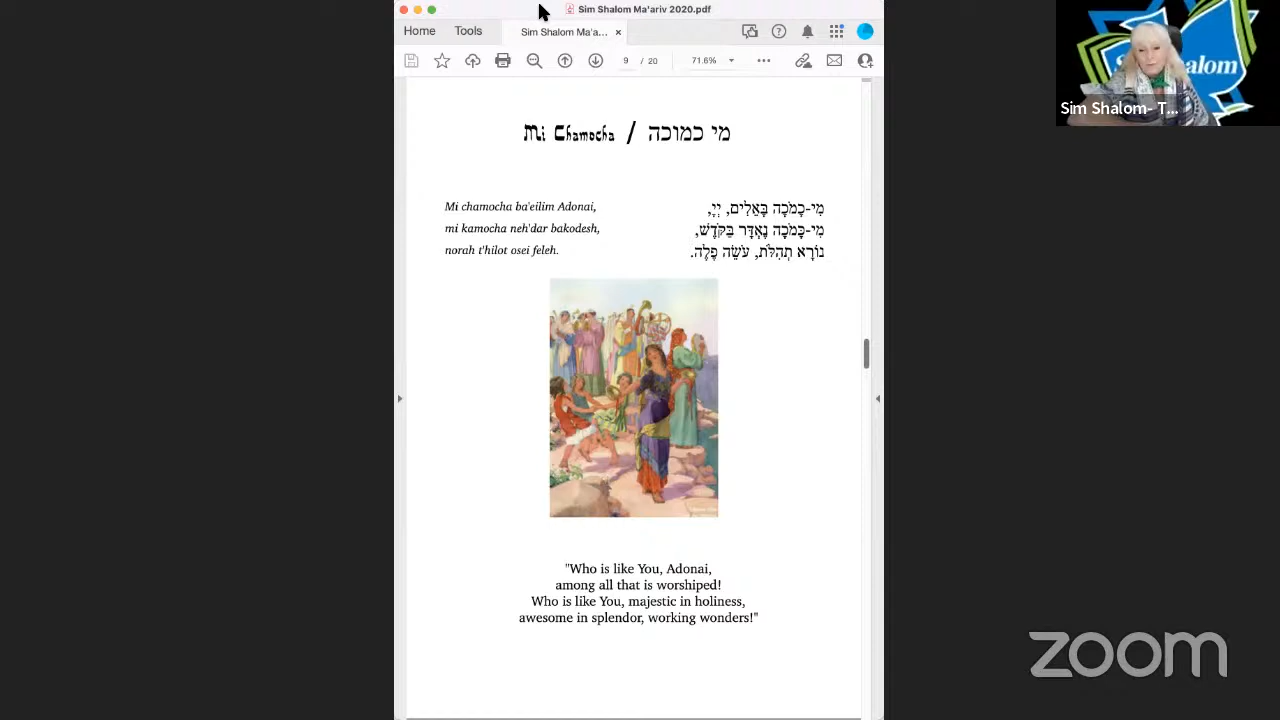 Sim Shalom Ma'ariv 2020.pdf
Home Tools Sim Shalom Ma'a... ×
9 / 20 71.6%
Mi Chamocha / מי כמוכה
Mi chamocha ba'eilim Adonai,
mi kamocha neh'dar bakodesh,
norah t'hilot osei feleh.
מִי-כָמֹכָה בָּאֵלִים, יְיָ,
מִי-כָּמֹכָה נֶאְדָּר בַּקֹּדֶשׁ,
נוֹרָא תְהִלֹּת, עֹשֵׂה פֶלֶה.
"Who is like You, Adonai,
among all that is worshiped!
Who is like You, majestic in holiness,
awesome in splendor, working wonders!"
alom
Sim Shalom- T...
zoom